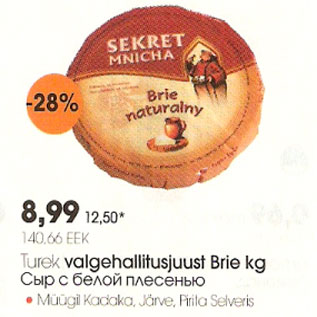 SEKRET
MNICHA
-28%
Brie
naturalny
8,99 12,50*
140,66 EEK
Turek valgehallitusjuust Brie kg
Сыр с белой плесенью
• Müügil Kadaka, Järve, Pirita Selveris